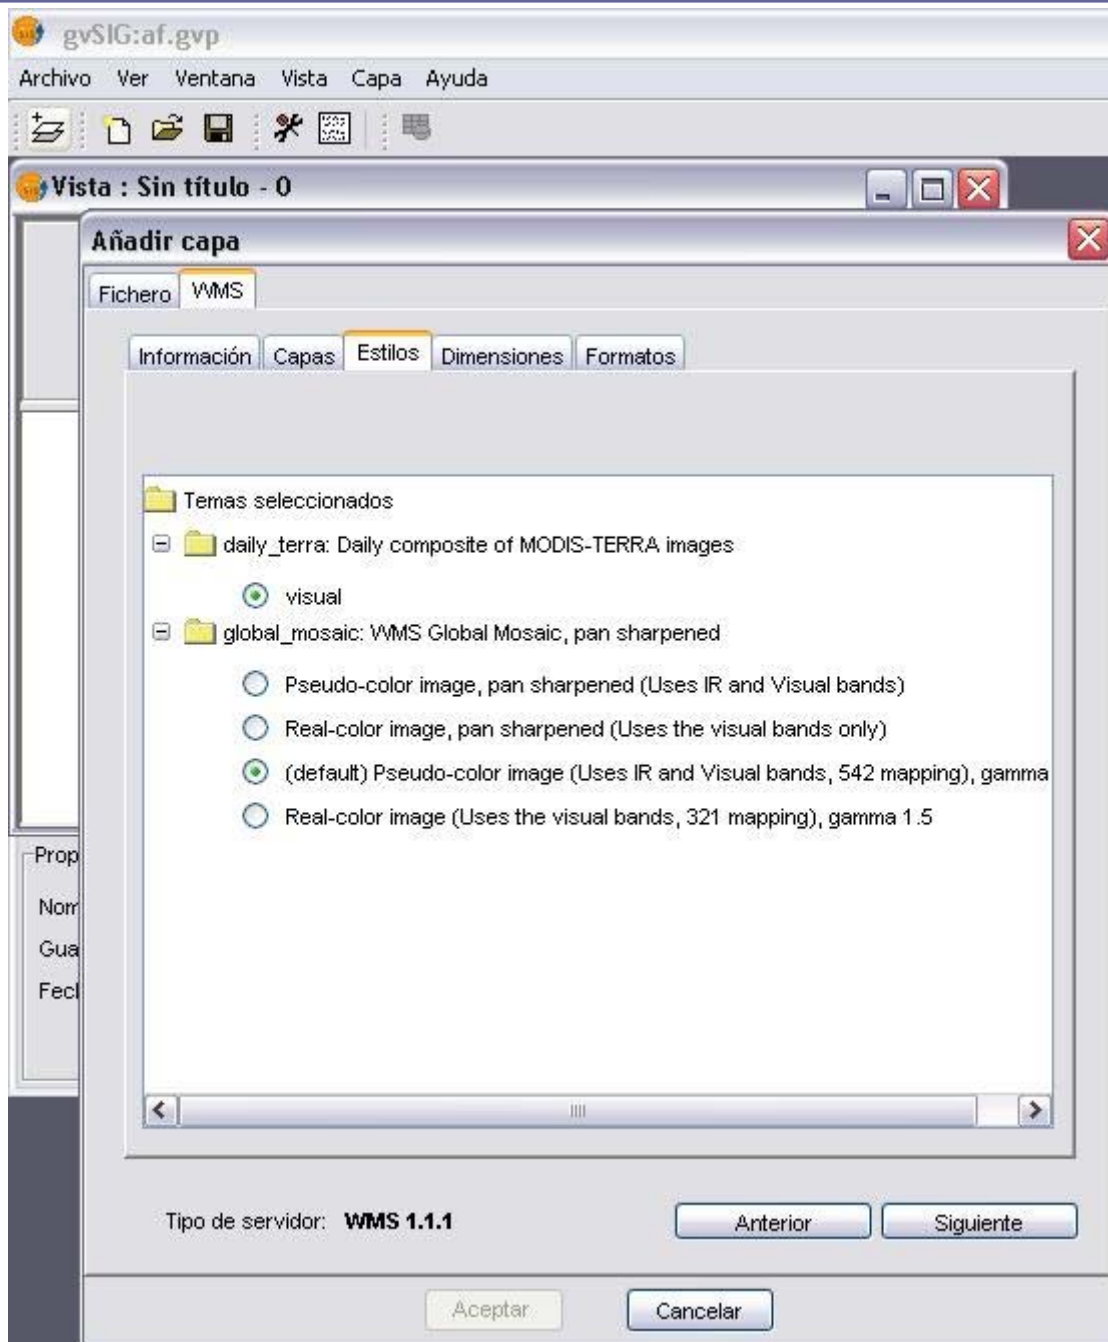 gvSIG:af.gvp
Archivo Ver Ventana Vista Capa Ayuda
Vista : Sin título - 0
Añadir capa
Fichero WMS
Información Capas Estilos Dimensiones Formatos
Temas seleccionados
daily_terra: Daily composite of MODIS-TERRA images
visual
global_mosaic: WMS Global Mosaic, pan sharpened
Pseudo-color image, pan sharpened (Uses IR and Visual bands)
Real-color image, pan sharpened (Uses the visual bands only)
(default) Pseudo-color image (Uses IR and Visual bands, 542 mapping), gamma
Real-color image (Uses the visual bands, 321 mapping), gamma 1.5
Prop
Nom
Gua
Fecl
Tipo de servidor: WMS 1.1.1
Anterior Siguiente
Aceptar Cancelar